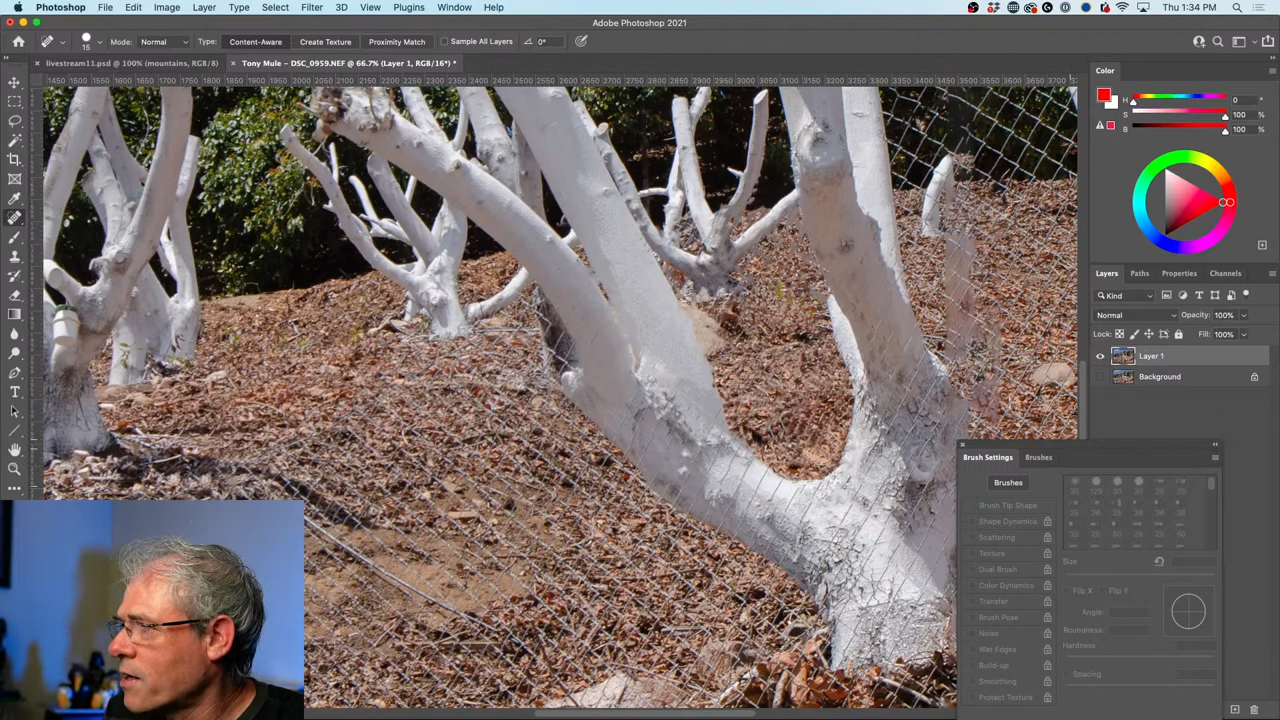 Photoshop File Edit Image Layer Type Select Filter 3D View Plugins Window Help Thu 1:34 PM
Adobe Photoshop 2021
15 Mode: Normal Type: Content-Aware Create Texture Proximity Match Sample All Layers 0°
livestream11.psd @ 100% (mountains, RGB/8) Tony Mule – DSC_0959.NEF @ 66.7% (Layer 1, RGB/16*) *
1450 1500 1550 1600 1650 1700 1750 1800 1850 1900 1950 2000 2050 2100 2150 2200 2250 2300 2350 2400 2450 2500 2550 2600 2650 2700 2750 2800 2850 2900 2950 3000 3050 3100 3150 3200 3250 3300 3350 3400 3450 3500 3550 3600 3650 3700
Color
H 0 °
S 100 %
B 100 %
Layers Paths Properties Channels
Kind
Normal Opacity: 100%
Lock: Fill: 100%
Layer 1
Background
Brush Settings Brushes
Brushes
Brush Tip Shape
Shape Dynamics
Scattering
Texture
Dual Brush
Color Dynamics
Transfer
Brush Pose
Noise
Wet Edges
Build-up
Smoothing
Protect Texture
Size
Flip X Flip Y
Angle:
Roundness:
Hardness
Spacing